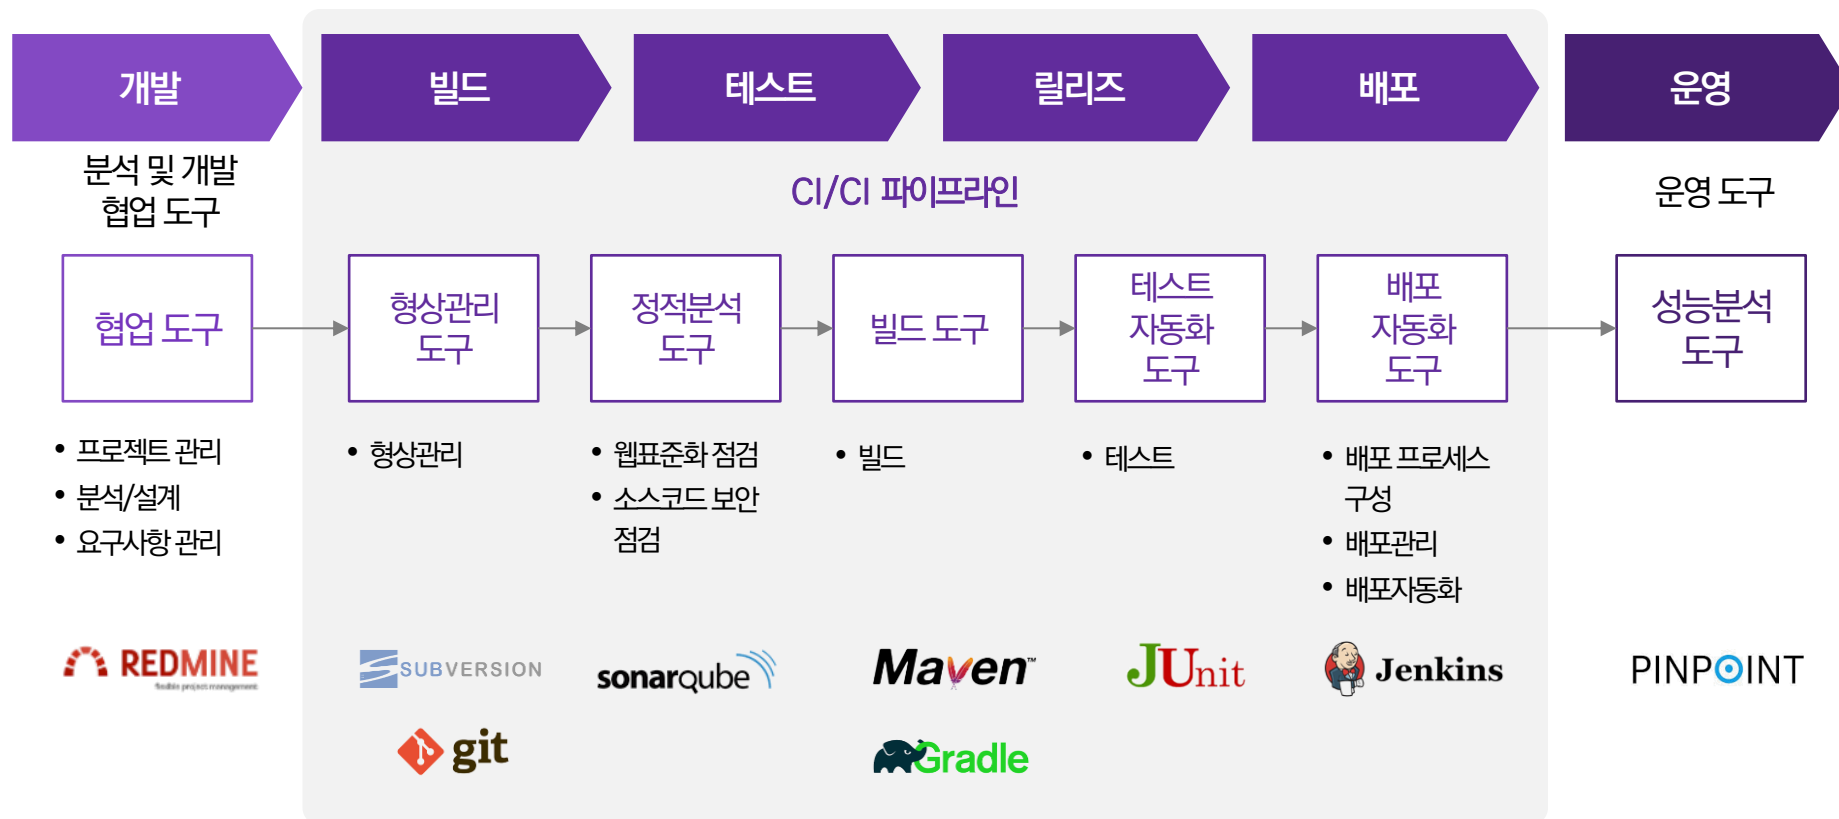 개발
빌드
테스트
릴리즈
배포
운영
분석 및 개발
협업 도구
CI/CI 파이프라인
운영 도구
협업 도구
형상관리
도구
정적분석
도구
빌드 도구
테스트
자동화
도구
배포
자동화
도구
성능분석
도구
• 프로젝트 관리
• 분석/설계
• 요구사항 관리
• 형상관리
• 웹표준화 점검
• 소스코드 보안
점검
• 빌드
• 테스트
• 배포 프로세스
구성
• 배포관리
• 배포자동화
REDMINE
flexible project management
SUBVERSION
git
sonarqube
Maven™
Gradle
JUnit
Jenkins
PINPOINT